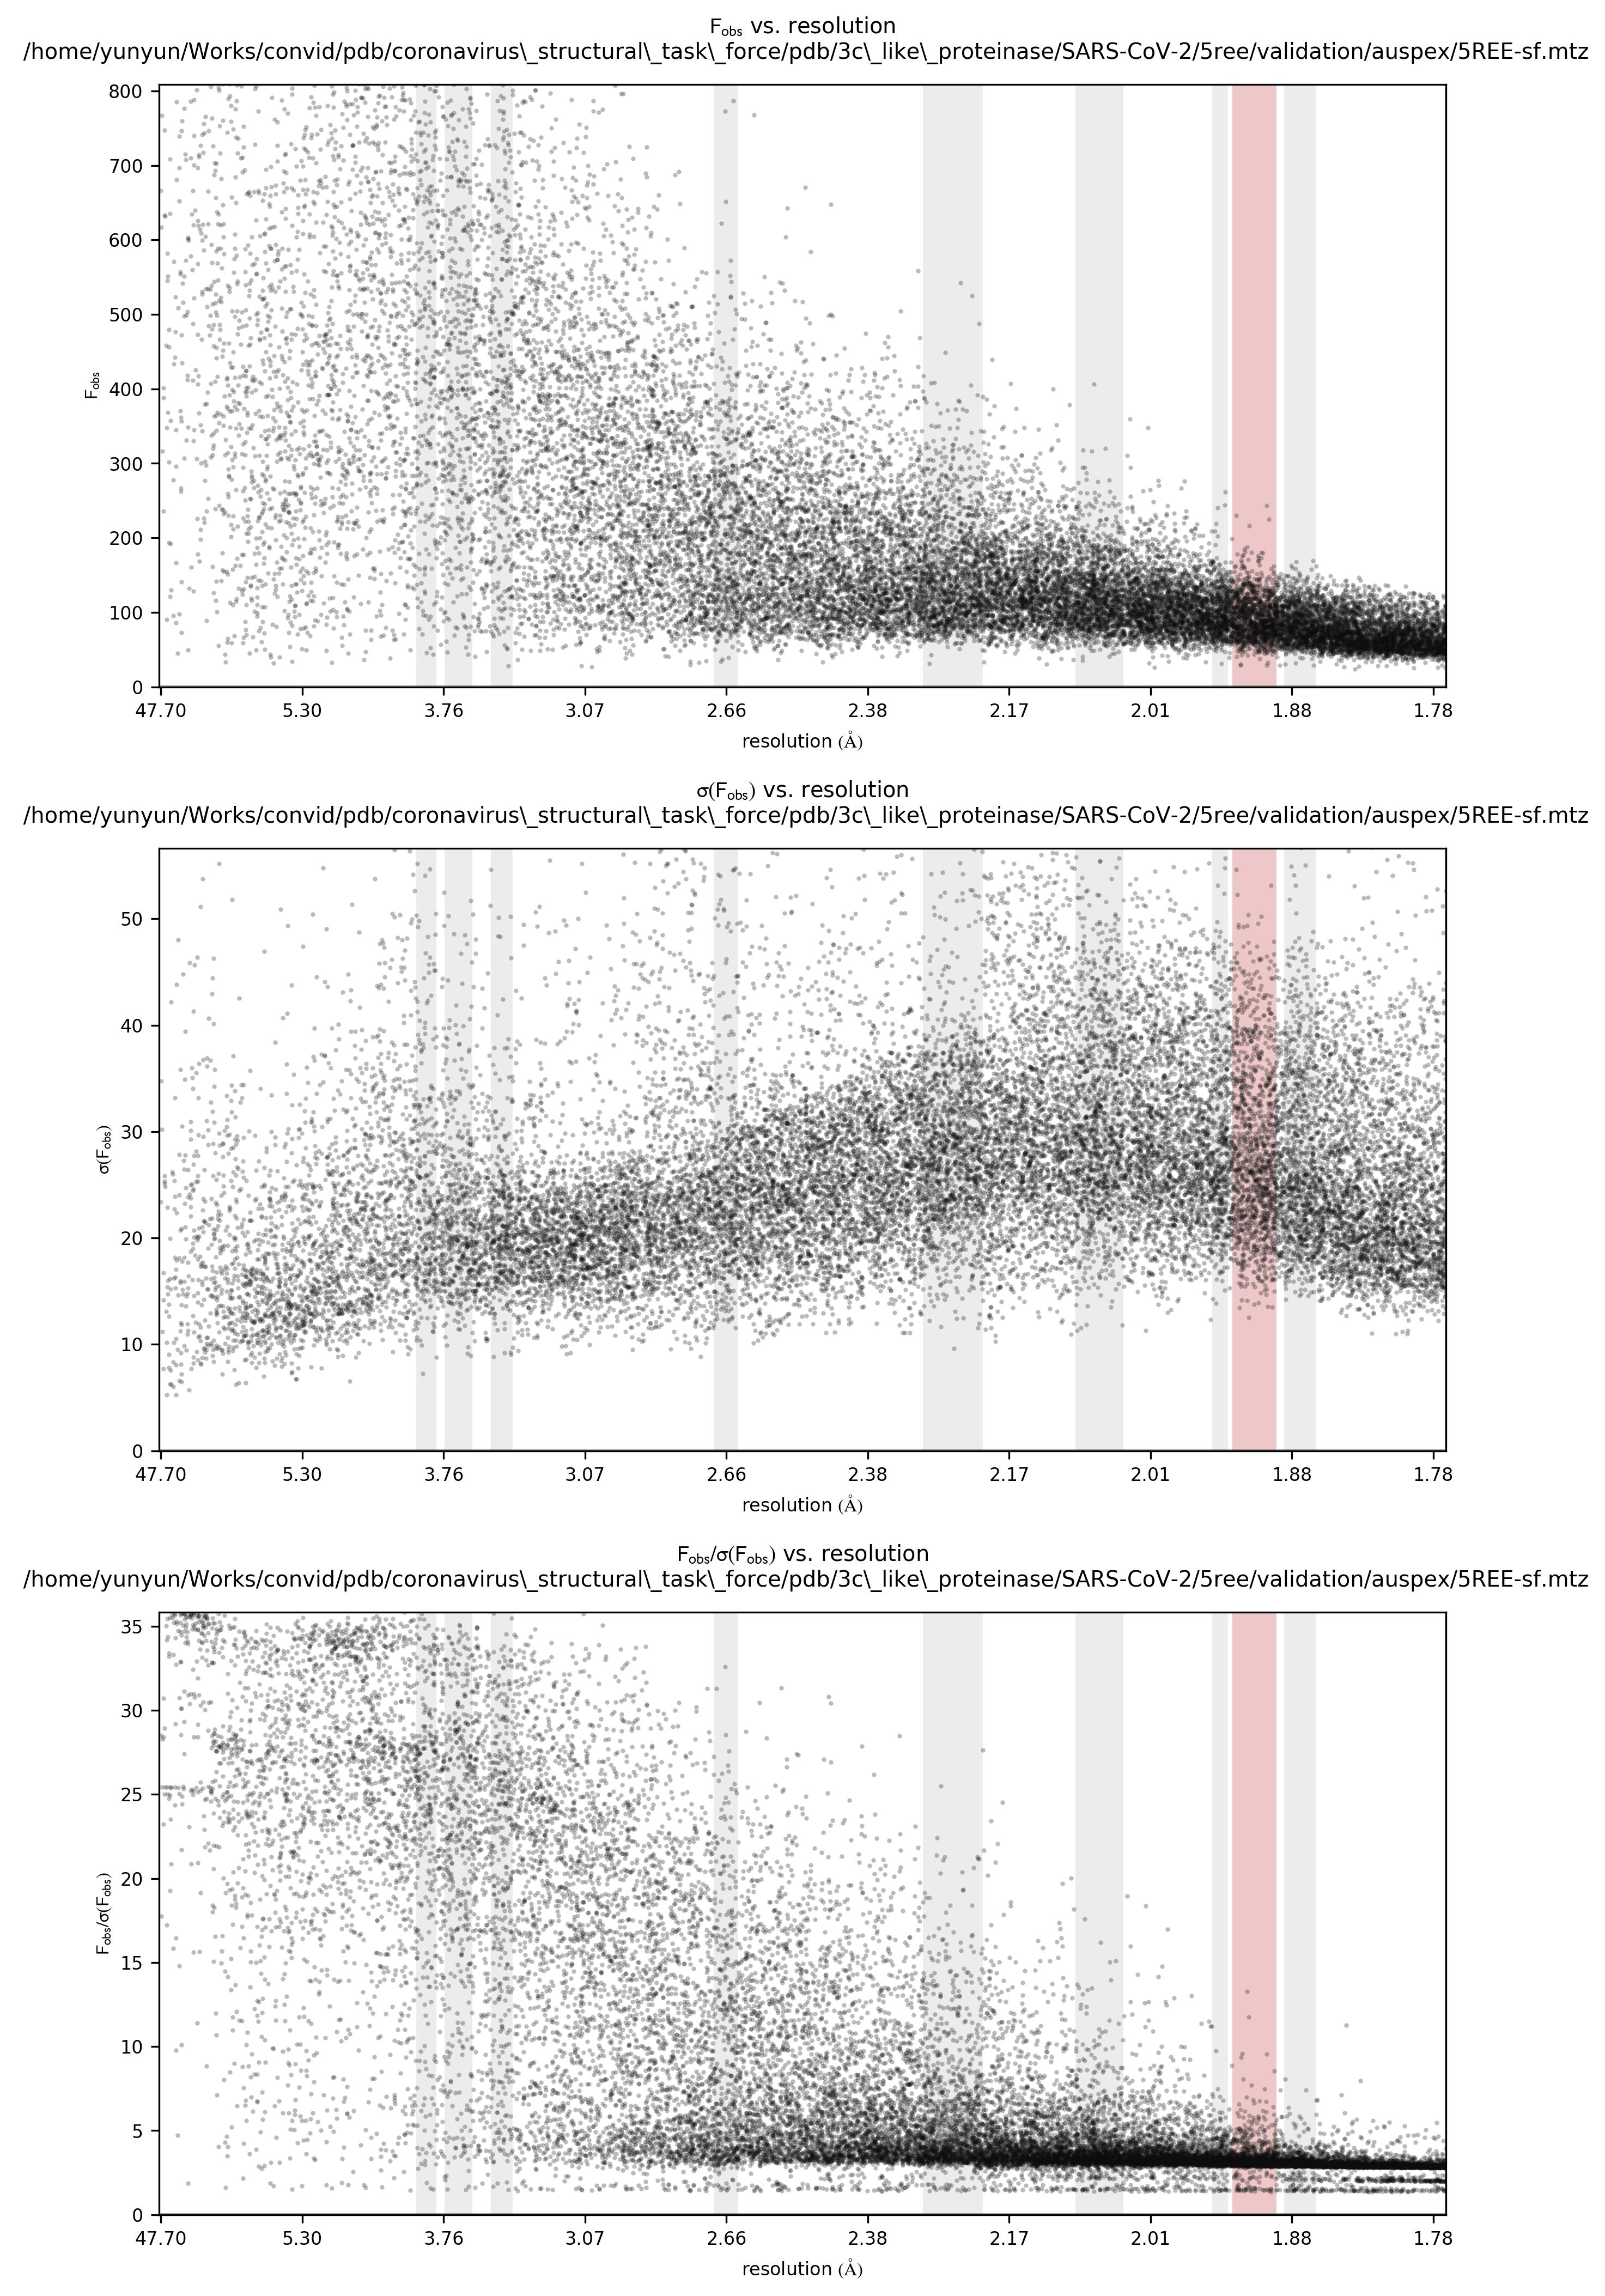 Fobs vs. resolution
/home/yunyun/Works/convid/pdb/coronavirus\_structural\_task\_force/pdb/3c\_like\_proteinase/SARS-CoV-2/5ree/validation/auspex/5REE-sf.mtz
800
700
600
500
400
300
200
100
0
Fobs
47.70 5.30 3.76 3.07 2.66 2.38 2.17 2.01 1.88 1.78
resolution (Å)
σ(Fobs) vs. resolution
/home/yunyun/Works/convid/pdb/coronavirus\_structural\_task\_force/pdb/3c\_like\_proteinase/SARS-CoV-2/5ree/validation/auspex/5REE-sf.mtz
50
40
30
20
10
0
σ(Fobs)
47.70 5.30 3.76 3.07 2.66 2.38 2.17 2.01 1.88 1.78
resolution (Å)
Fobs/σ(Fobs) vs. resolution
/home/yunyun/Works/convid/pdb/coronavirus\_structural\_task\_force/pdb/3c\_like\_proteinase/SARS-CoV-2/5ree/validation/auspex/5REE-sf.mtz
35
30
25
20
15
10
5
0
Fobs/σ(Fobs)
47.70 5.30 3.76 3.07 2.66 2.38 2.17 2.01 1.88 1.78
resolution (Å)